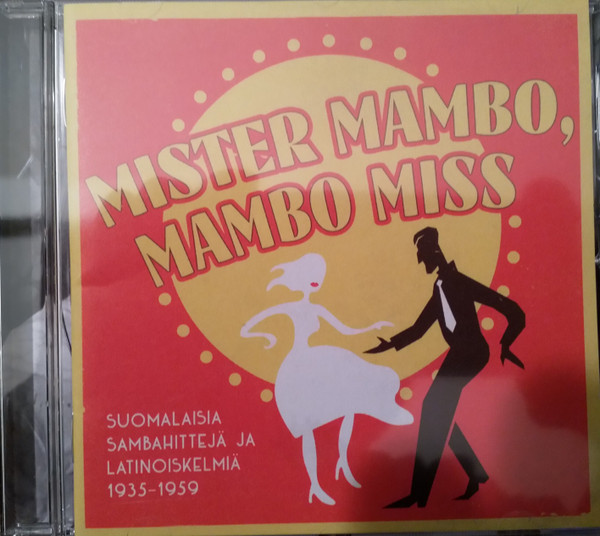 MISTER MAMBO,
MAMBO MISS
SUOMALAISIA
SAMBAHITTEJÄ JA
LATINOISKELMIÄ
1935–1959